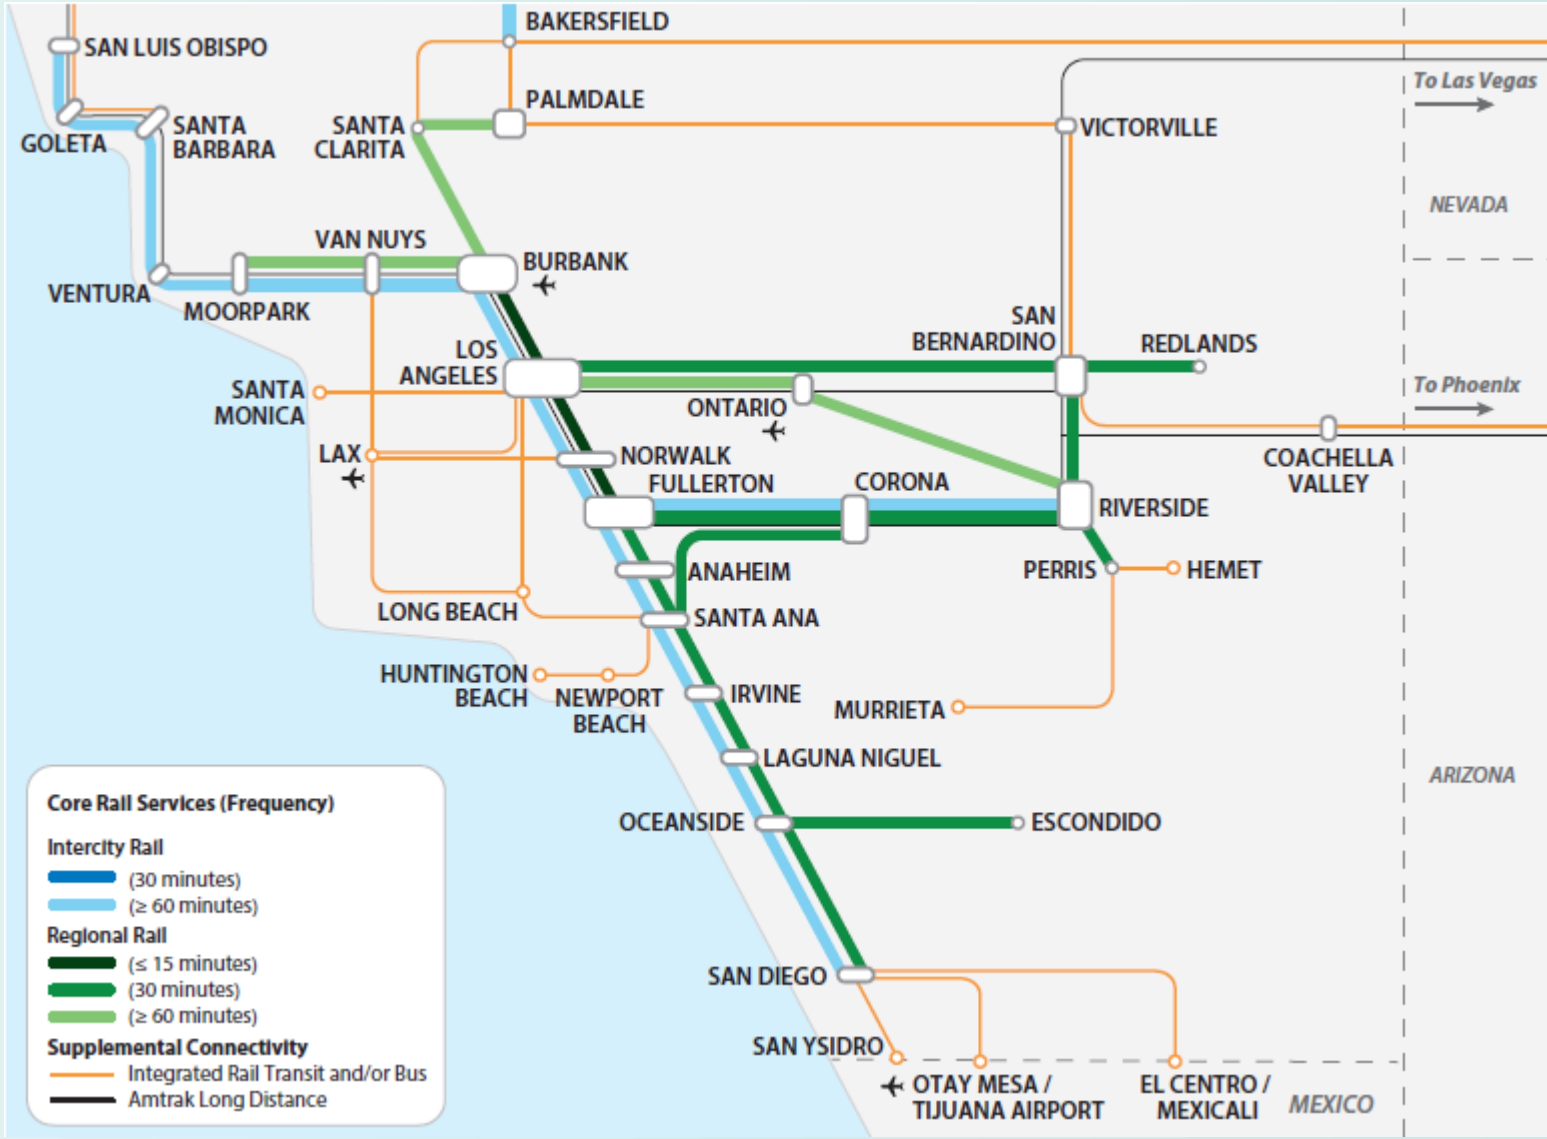 BAKERSFIELD
SAN LUIS OBISPO
To Las Vegas
PALMDALE
GOLETA
SANTA
BARBARA
SANTA
CLARITA
VICTORVILLE
NEVADA
VAN NUYS
BURBANK
VENTURA
MOORPARK
SAN
BERNARDINO
REDLANDS
LOS
ANGELES
SANTA
MONICA
To Phoenix
ONTARIO
LAX
NORWALK
COACHELLA
VALLEY
FULLERTON
CORONA
RIVERSIDE
ANAHEIM
PERRIS
HEMET
LONG BEACH
SANTA ANA
HUNTINGTON
BEACH
NEWPORT
BEACH
IRVINE
MURRIETA
LAGUNA NIGUEL
ARIZONA
OCEANSIDE
ESCONDIDO
SAN DIEGO
SAN YSIDRO
OTAY MESA /
TIJUANA AIRPORT
EL CENTRO /
MEXICALI
MEXICO
Core Rail Services (Frequency)
Intercity Rail
(30 minutes)
(≥ 60 minutes)
Regional Rail
(≤ 15 minutes)
(30 minutes)
(≥ 60 minutes)
Supplemental Connectivity
Integrated Rail Transit and/or Bus
Amtrak Long Distance